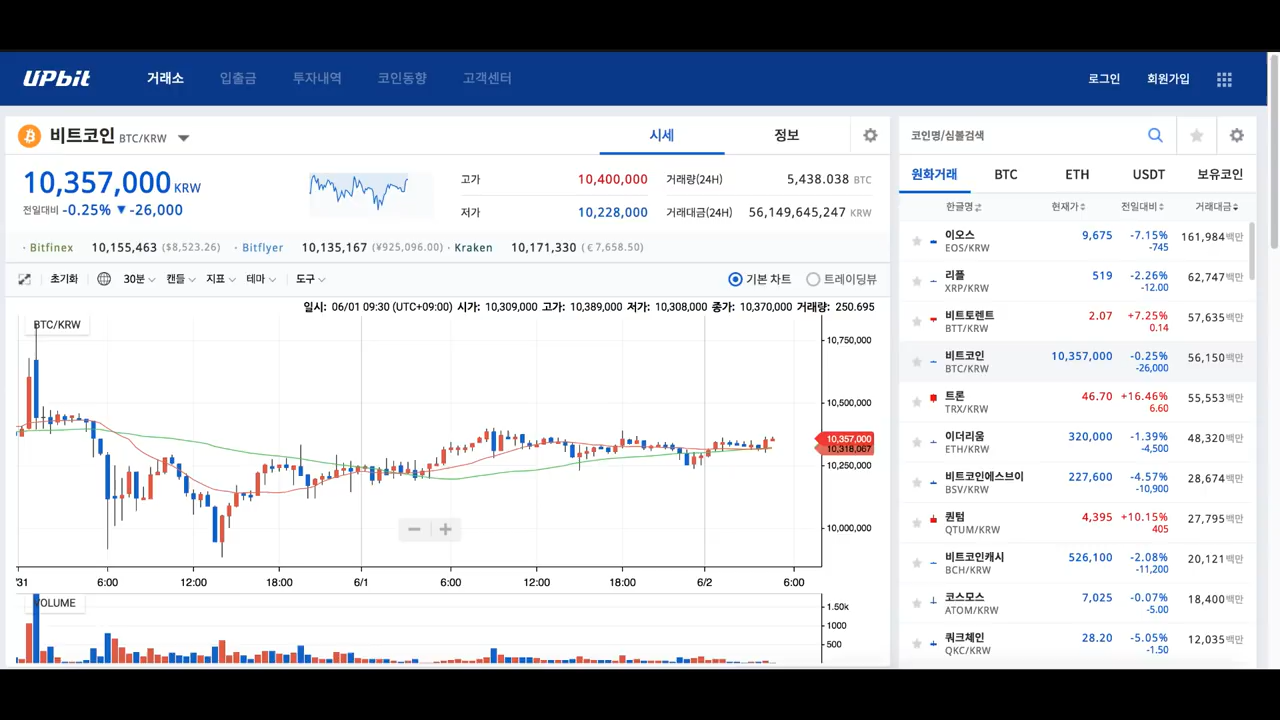 UPbit 거래소 입출금 투자내역 코인동향 고객센터 로그인 회원가입
비트코인 BTC/KRW 시세 정보
10,357,000 KRW
전일대비 -0.25% ▼ -26,000
고가 10,400,000 거래량(24H) 5,438.038 BTC
저가 10,228,000 거래대금(24H) 56,149,645,247 KRW
· Bitfinex 10,155,463 ($8,523.26) · Bitflyer 10,135,167 (¥925,096.00) · Kraken 10,171,330 (€7,658.50)
초기화 30분 캔들 지표 테마 도구 기본 차트 트레이딩뷰
일시: 06/01 09:30 (UTC+09:00) 시가: 10,309,000 고가: 10,389,000 저가: 10,308,000 종가: 10,370,000 거래량: 250.695
BTC/KRW
10,750,000
10,500,000
10,357,000
10,318,067
10,250,000
10,000,000
'31 6:00 12:00 18:00 6/1 6:00 12:00 18:00 6/2 6:00
VOLUME
1.50k
1000
500
코인명/심볼검색
원화거래 BTC ETH USDT 보유코인
한글명 현재가 전일대비 거래대금
이오스 9,675 -7.15% 161,984백만
EOS/KRW -745
리플 519 -2.26% 62,747백만
XRP/KRW -12.00
비트토렌트 2.07 +7.25% 57,635백만
BTT/KRW 0.14
비트코인 10,357,000 -0.25% 56,150백만
BTC/KRW -26,000
트론 46.70 +16.46% 55,553백만
TRX/KRW 6.60
이더리움 320,000 -1.39% 48,320백만
ETH/KRW -4,500
비트코인에스브이 227,600 -4.57% 28,674백만
BSV/KRW -10,900
퀀텀 4,395 +10.15% 27,795백만
QTUM/KRW 405
비트코인캐시 526,100 -2.08% 20,121백만
BCH/KRW -11,200
코스모스 7,025 -0.07% 18,400백만
ATOM/KRW -5.00
쿼크체인 28.20 -5.05% 12,035백만
QKC/KRW -1.50